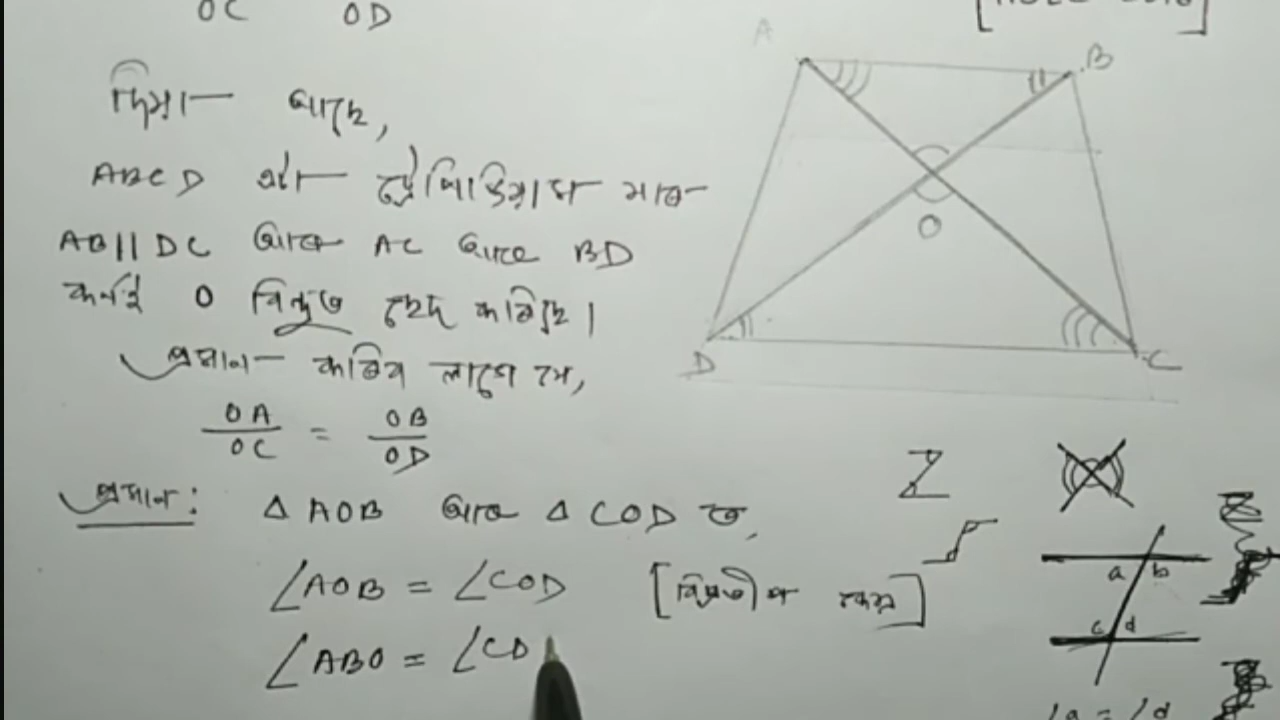 OC OD
দিয়া আছে,
ABCD এটা ট্ৰেপিজিয়াম যাৰ
AB || DC আৰু AC আৰু BD
কৰ্ণই O বিন্দুত ছেদ কৰিছে।
প্ৰমাণ কৰিব লাগে যে,
OA/OC = OB/OD
প্ৰমাণ: Δ AOB আৰু Δ COD ত,
∠AOB = ∠COD [বিপ্ৰতীপ কোণ]
∠ABO = ∠CD
A
B
O
D
C
Z
a b
c d
∠a = ∠d